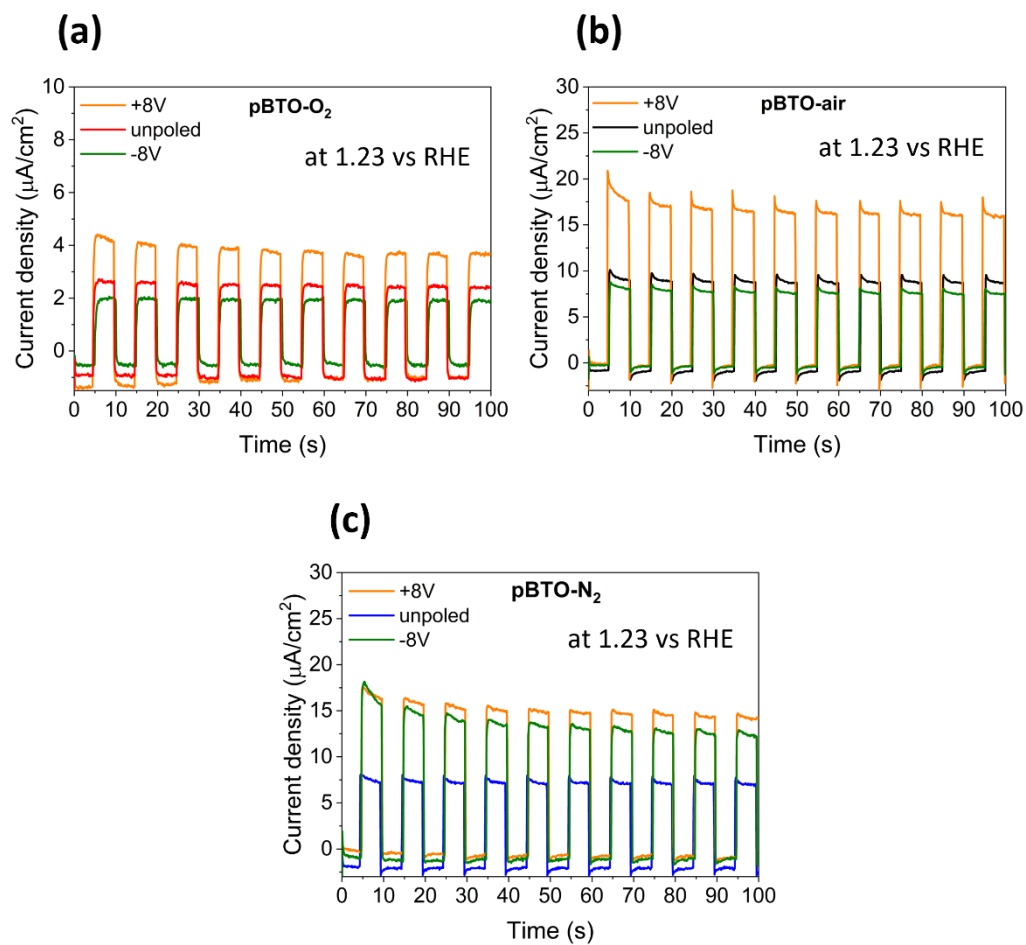 (a)
pBTO-O₂
+8V
unpoled
-8V
at 1.23 vs RHE
Current density (μA/cm²)
10
8
6
4
2
0
0 10 20 30 40 50 60 70 80 90 100
Time (s)
(b)
pBTO-air
+8V
unpoled
-8V
at 1.23 vs RHE
Current density (μA/cm²)
30
25
20
15
10
5
0
0 10 20 30 40 50 60 70 80 90 100
Time (s)
(c)
pBTO-N₂
+8V
unpoled
-8V
at 1.23 vs RHE
Current density (μA/cm²)
30
25
20
15
10
5
0
0 10 20 30 40 50 60 70 80 90 100
Time (s)